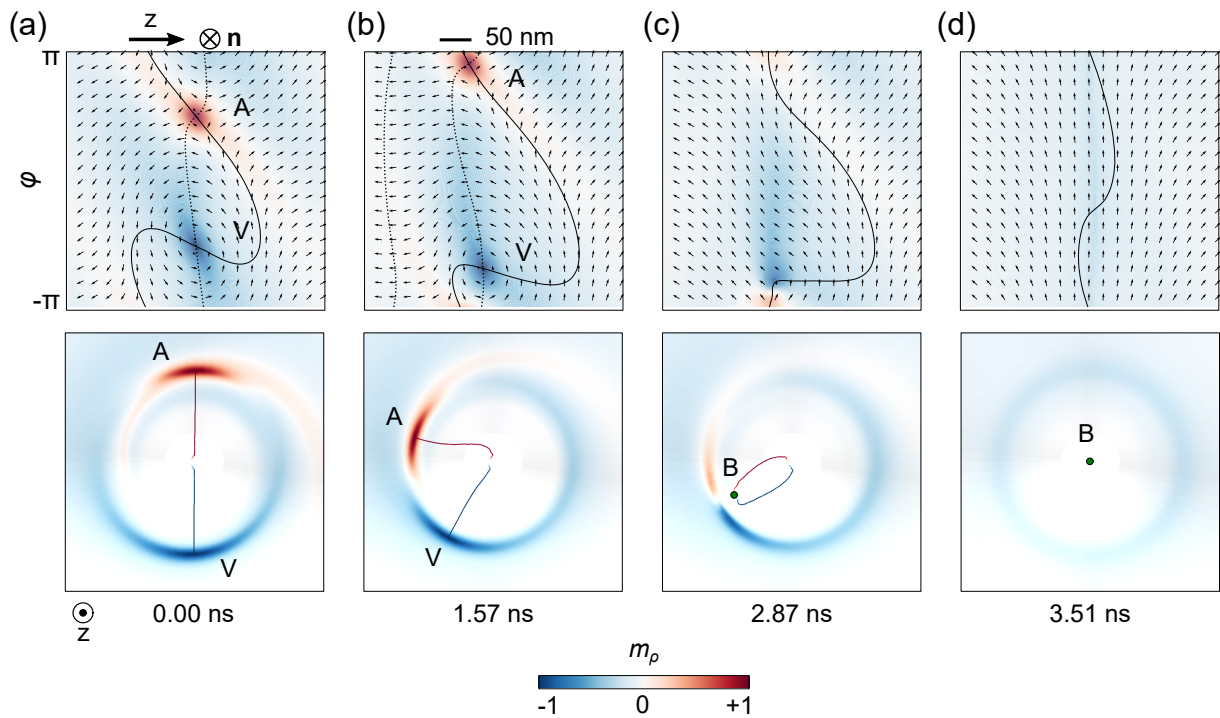 (a) (b) (c) (d)
z ⊗ n 50 nm
π
A A
φ
V V
-π
A
A
B B
V V
⊙
z
0.00 ns 1.57 ns 2.87 ns 3.51 ns
mρ
-1 0 +1